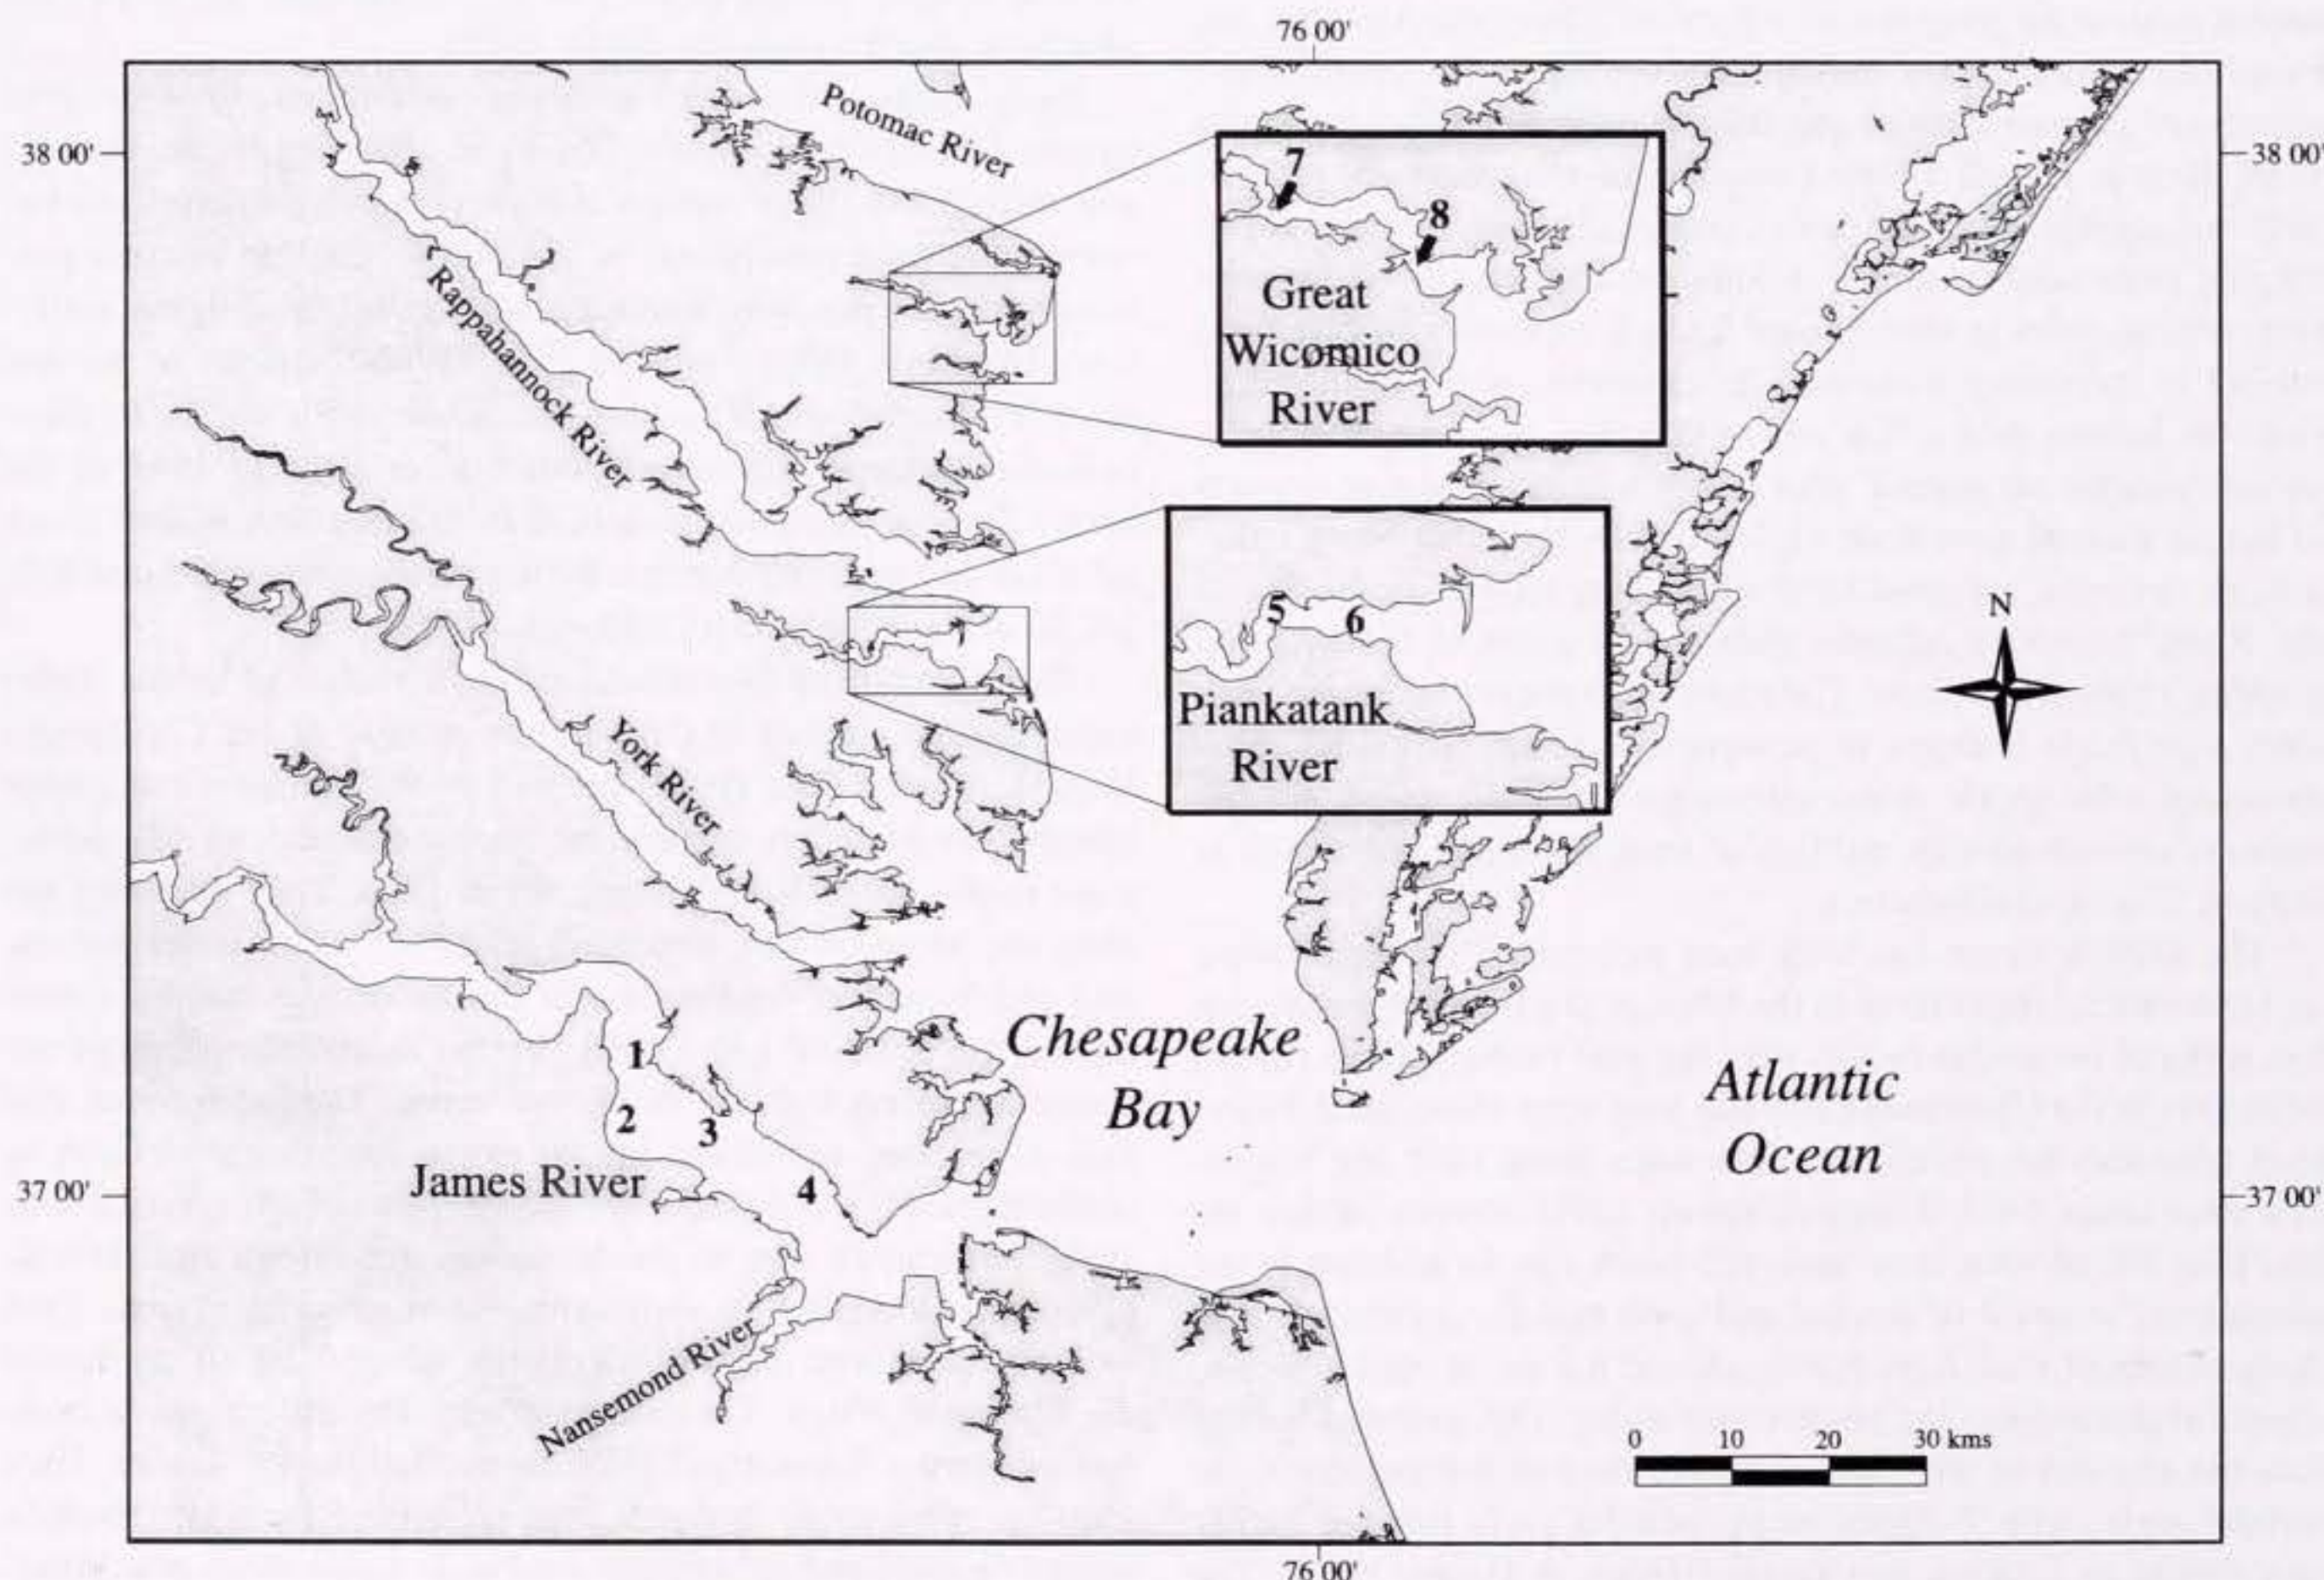 76 00'
38 00'
38 00'
Potomac River
7
8
Great
Wicomico
River
Rappahannock River
5
6
Piankatank
River
N
York River
Chesapeake
Bay
1
2
3
4
James River
Atlantic
Ocean
37 00'
37 00'
Nansemond River
0 10 20 30 kms
76 00'